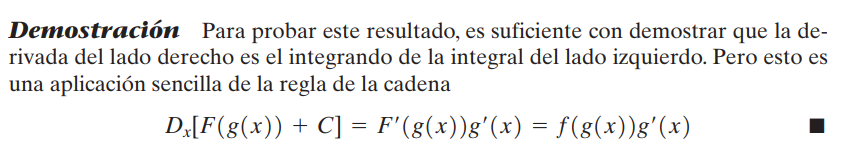 Demostración Para probar este resultado, es suficiente con demostrar que la de-
rivada del lado derecho es el integrando de la integral del lado izquierdo. Pero esto es
una aplicación sencilla de la regla de la cadena
Dₓ[F(g(x)) + C] = F′(g(x))g′(x) = f(g(x))g′(x) ■